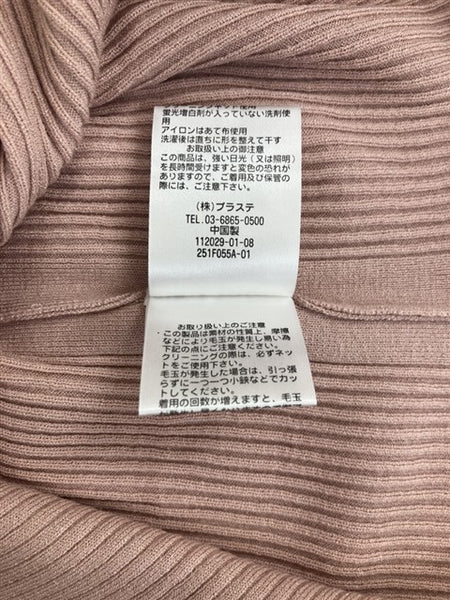 蛍光増白剤が入っていない洗剤使
用
アイロンはあて布使用
洗濯後は直ちに形を整えて干す
お取扱い上の御注意
この商品は、強い日光(又は照明)
を長時間受けますと変色の恐れが
ありますので、ご着用及び保管の
際には、ご注意下さい。
(株)プラステ
TEL.03-6865-0500
中国製
112029-01-08
251F055A-01
お取り扱い上のご注意
この製品は素材の性質上、摩擦
などにより毛玉が発生し易い為
下記の点にご注意ください。
クリーニングの際は、必ずネッ
トをご使用下さい。
毛玉が発生した場合は、引っ張
らずに一つ一つ小鋏などでカッ
トしてください。
着用の回数が増えますと、毛玉